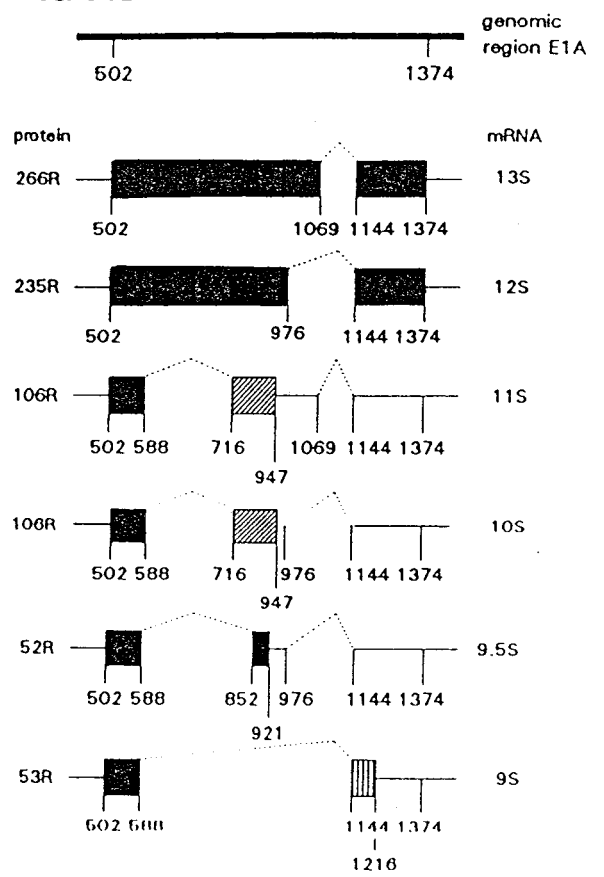 genomic
region E1A
502 1374
protein mRNA
266R 13S
502 1069 1144 1374
235R 12S
502 976 1144 1374
106R 11S
502 588 716 1069 1144 1374
947
106R 10S
502 588 716 976 1144 1374
947
52R 9.5S
502 588 852 976 1144 1374
921
53R 9S
502 588 1144 1374
1216